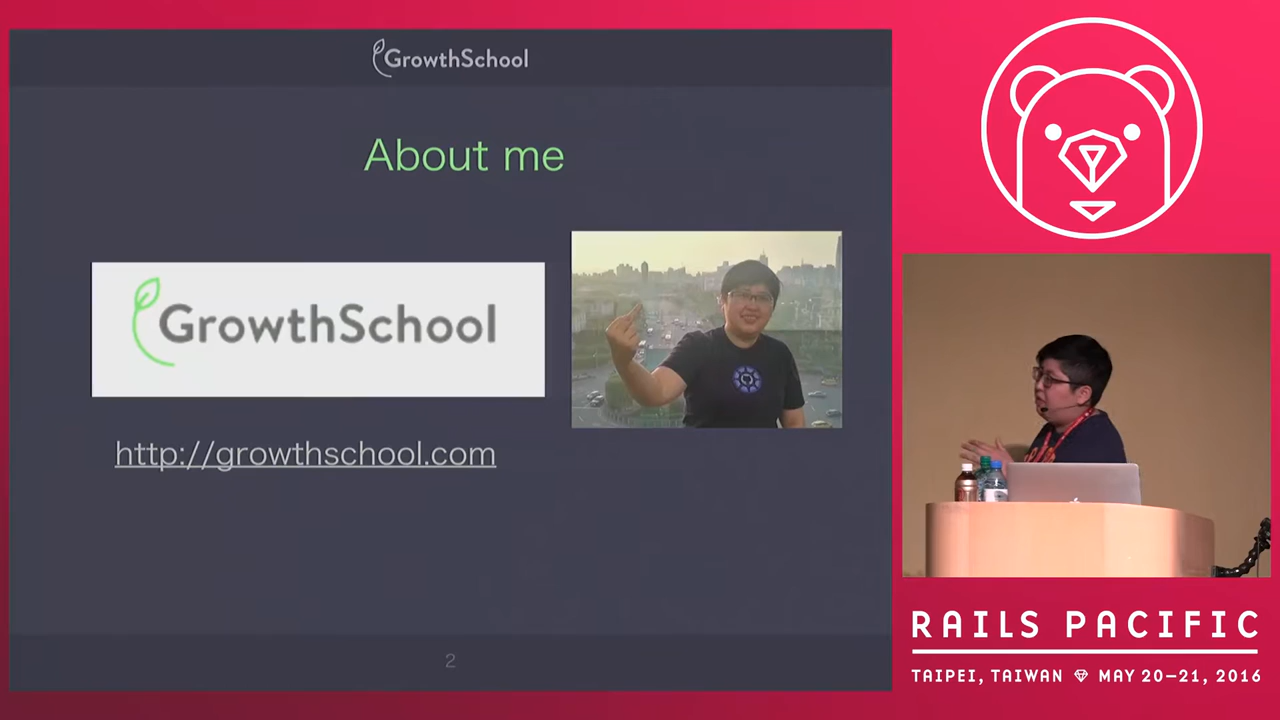 GrowthSchool
About me
GrowthSchool
http://growthschool.com
2
RAILS PACIFIC
TAIPEI, TAIWAN MAY 20–21, 2016